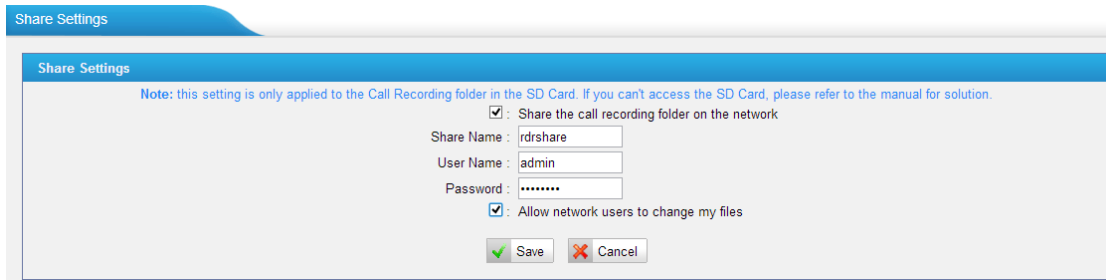 Share Settings
Share Settings
Note: this setting is only applied to the Call Recording folder in the SD Card. If you can't access the SD Card, please refer to the manual for solution.
: Share the call recording folder on the network
Share Name : rdrshare
User Name : admin
Password : ••••••••
: Allow network users to change my files
Save Cancel